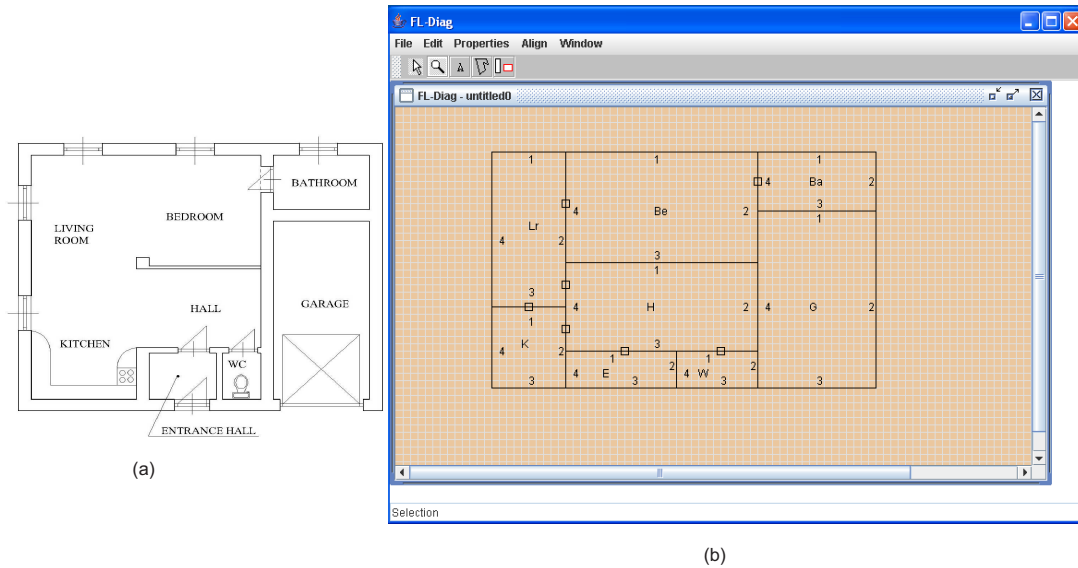 BATHROOM
BEDROOM
LIVING
ROOM
HALL
GARAGE
KITCHEN
WC
ENTRANCE HALL
(a)
FL-Diag
File Edit Properties Align Window
A
FL-Diag - untitled0
1 1 1
4 Ba 2
4 Be 2
Lr
3
1
4 2
3
1
3
4 H 2
4 G 2
1
K
3
4 2
1 1
2
4 E 4 W 2
3 3 3 3
Selection
(b)